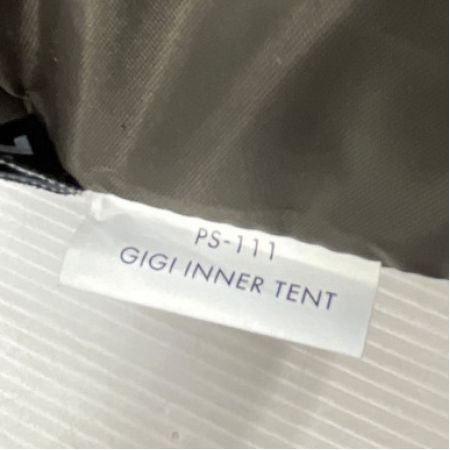 PS-111
GIGI INNER TENT